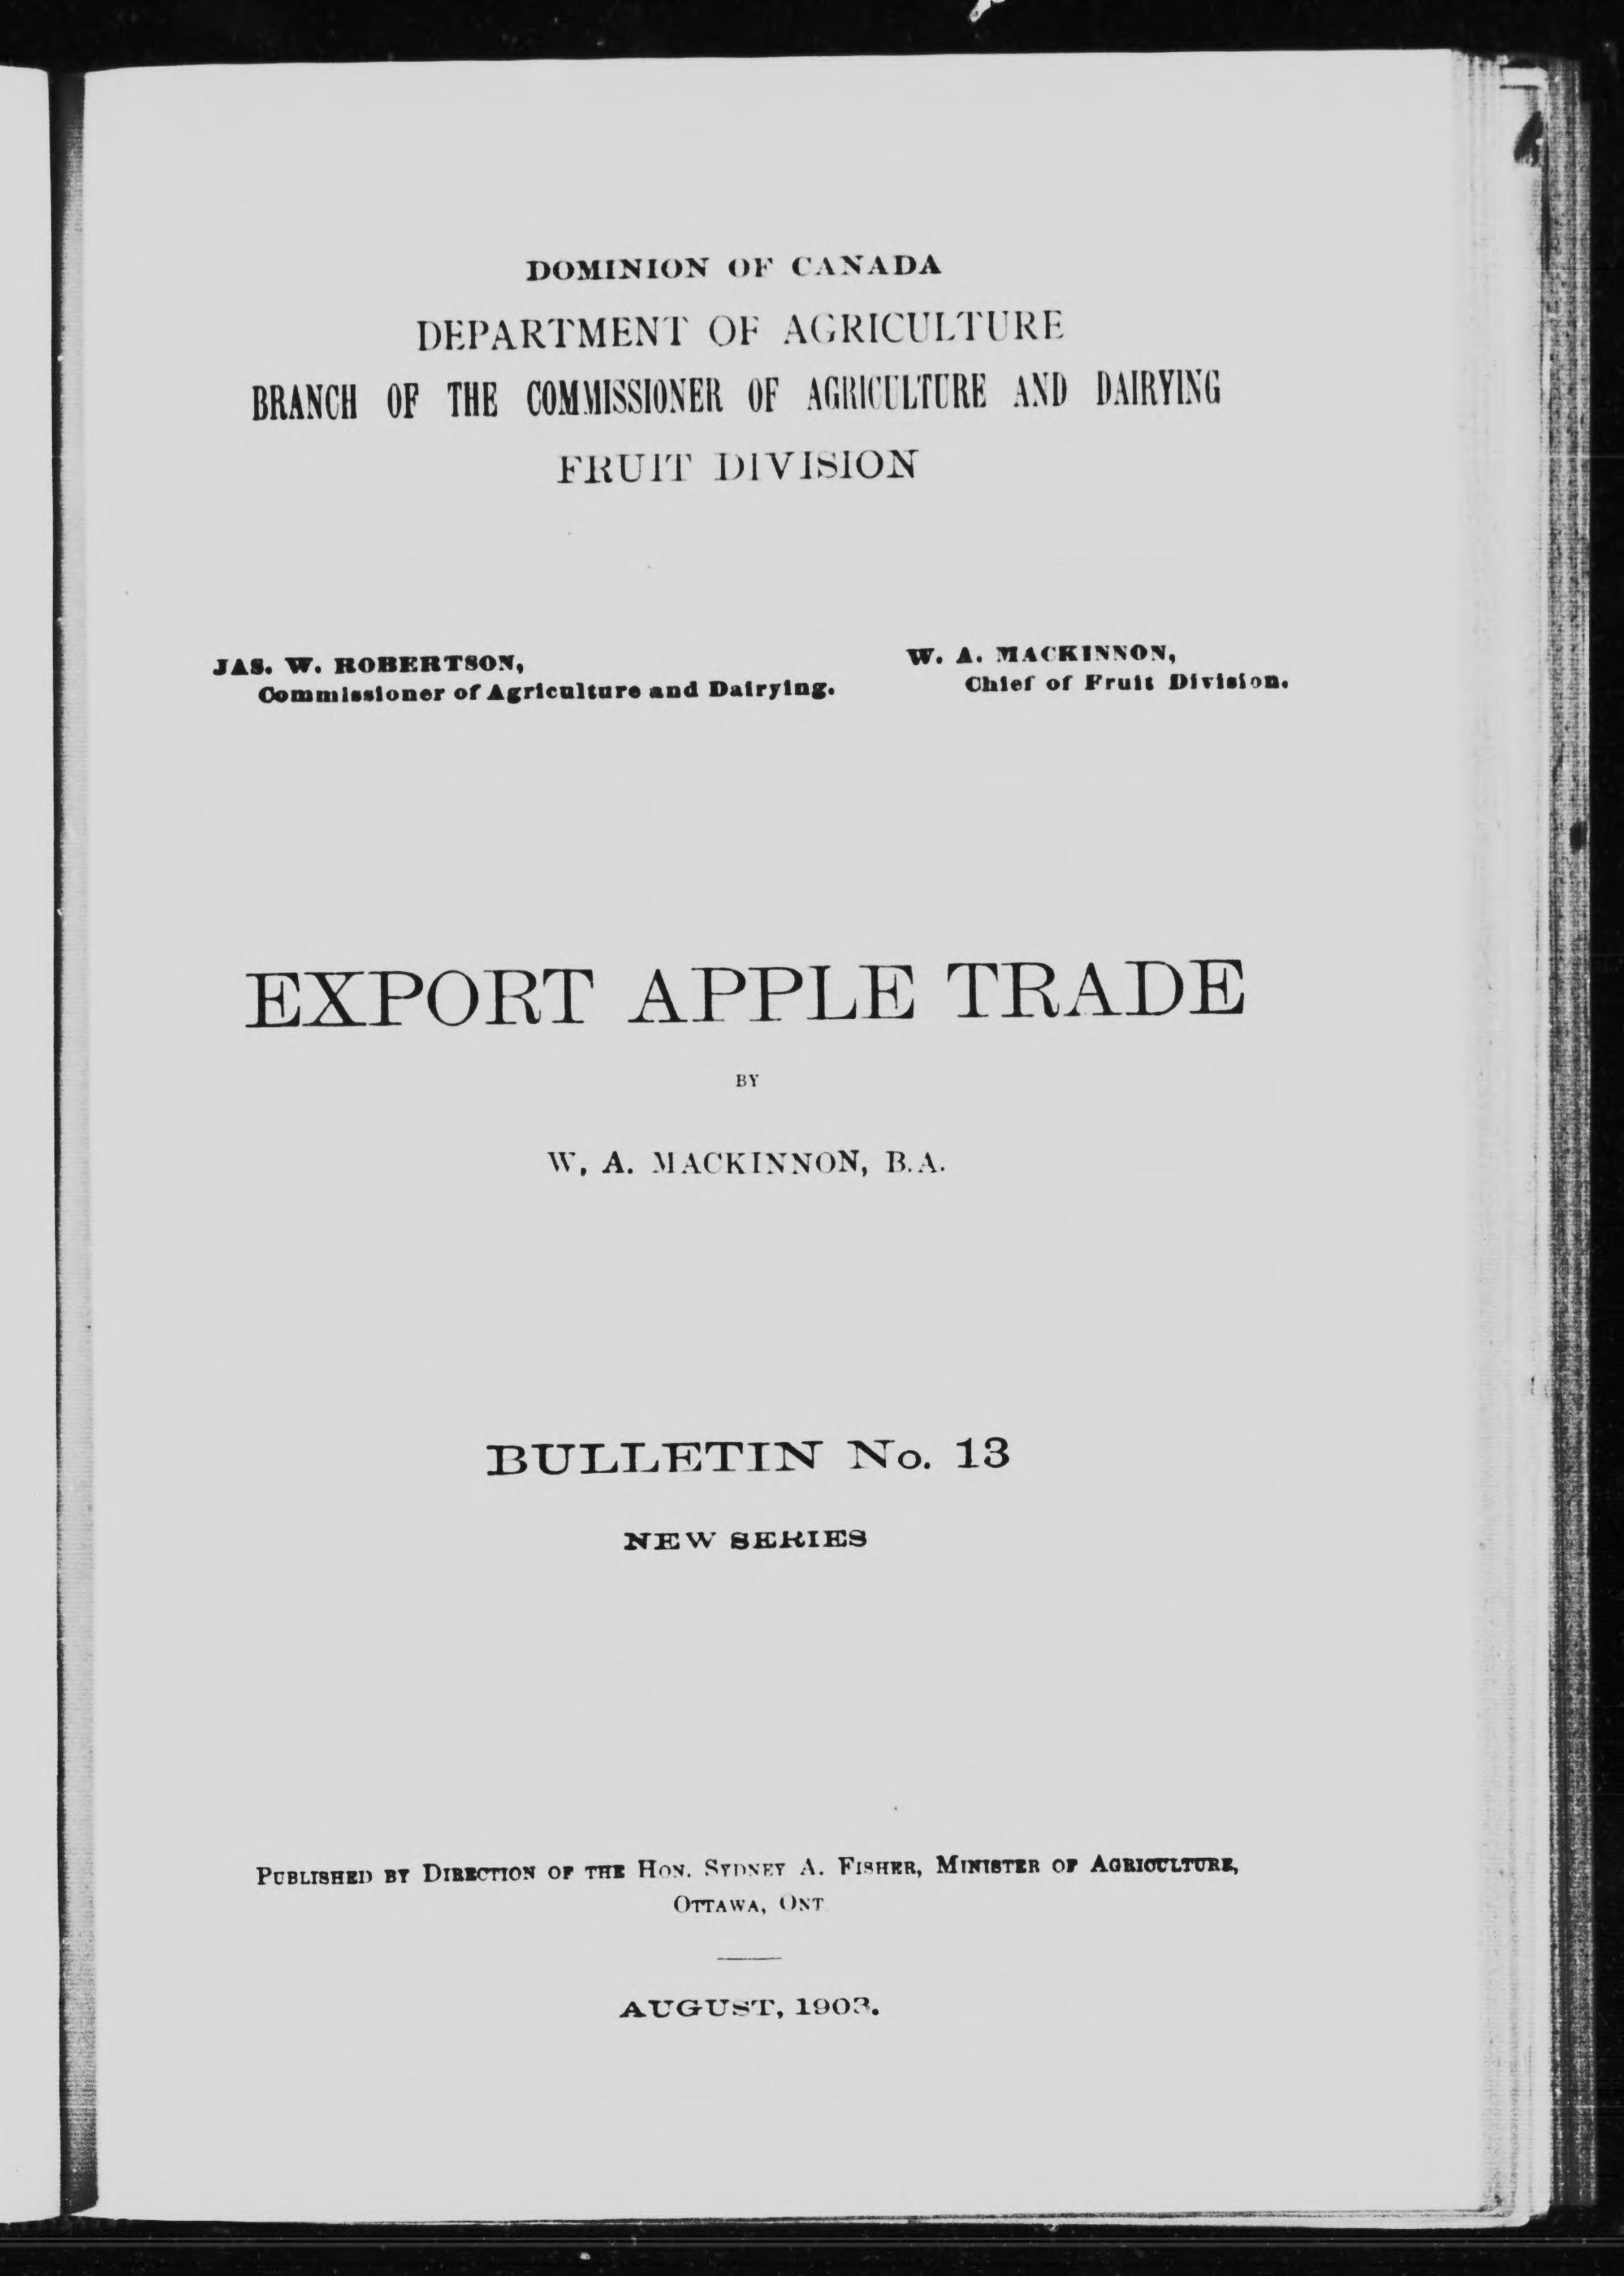 DOMINION OF CANADA
DEPARTMENT OF AGRICULTURE
BRANCH OF THE COMMISSIONER OF AGRICULTURE AND DAIRYING
FRUIT DIVISION
JAS. W. ROBERTSON,
Commissioner of Agriculture and Dairying.
W. A. MACKINNON,
Chief of Fruit Division.
EXPORT APPLE TRADE
BY
W. A. MACKINNON, B.A.
BULLETIN No. 13
NEW SERIES
PUBLISHED BY DIRECTION OF THE HON. SYDNEY A. FISHER, MINISTER OF AGRICULTURE,
OTTAWA, ONT
AUGUST, 1903.